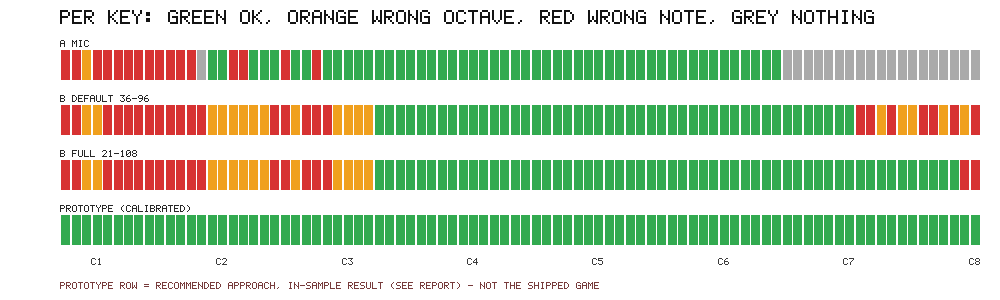 PER KEY: GREEN OK, ORANGE WRONG OCTAVE, RED WRONG NOTE, GREY NOTHING
A MIC
B DEFAULT 36-96
B FULL 21-108
PROTOTYPE (CALIBRATED)
C1 C2 C3 C4 C5 C6 C7 C8
PROTOTYPE ROW = RECOMMENDED APPROACH, IN-SAMPLE RESULT (SEE REPORT) - NOT THE SHIPPED GAME